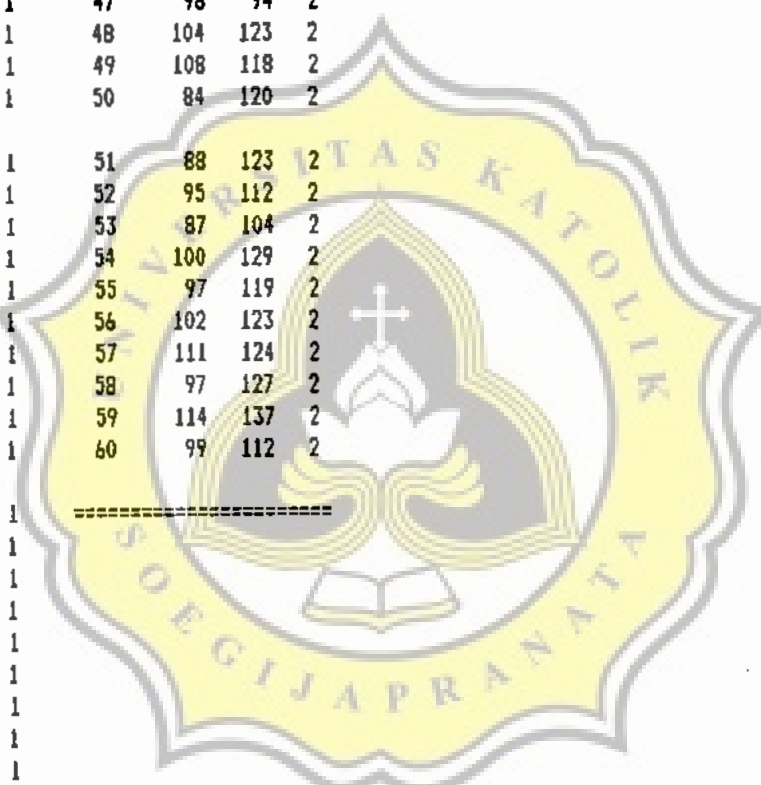 1 47 98 94 2
1 48 104 123 2
1 49 108 118 2
1 50 84 120 2
1 51 88 123 2
1 52 95 112 2
1 53 87 104 2
1 54 100 129 2
1 55 97 119 2
1 56 102 123 2
1 57 111 124 2
1 58 97 127 2
1 59 114 137 2
1 60 99 112 2
1 =======================
1
1
1
1
1
1
1
1
UNIVERSITAS KATOLIK
SOEGIJAPRANATA